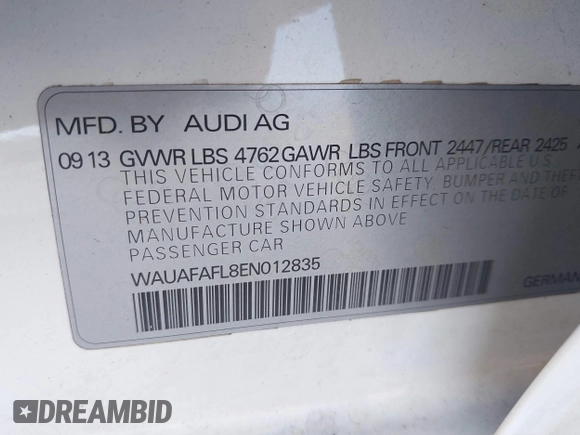 MFD. BY AUDI AG
09 13 GVWR LBS 4762 GAWR LBS FRONT 2447/REAR 2425
THIS VEHICLE CONFORMS TO ALL APPLICABLE U.S.
FEDERAL MOTOR VEHICLE SAFETY, BUMPER AND THEFT
PREVENTION STANDARDS IN EFFECT ON THE DATE OF
MANUFACTURE SHOWN ABOVE
PASSENGER CAR
WAUAFAFL8EN012835
GERMAN
DREAMBID